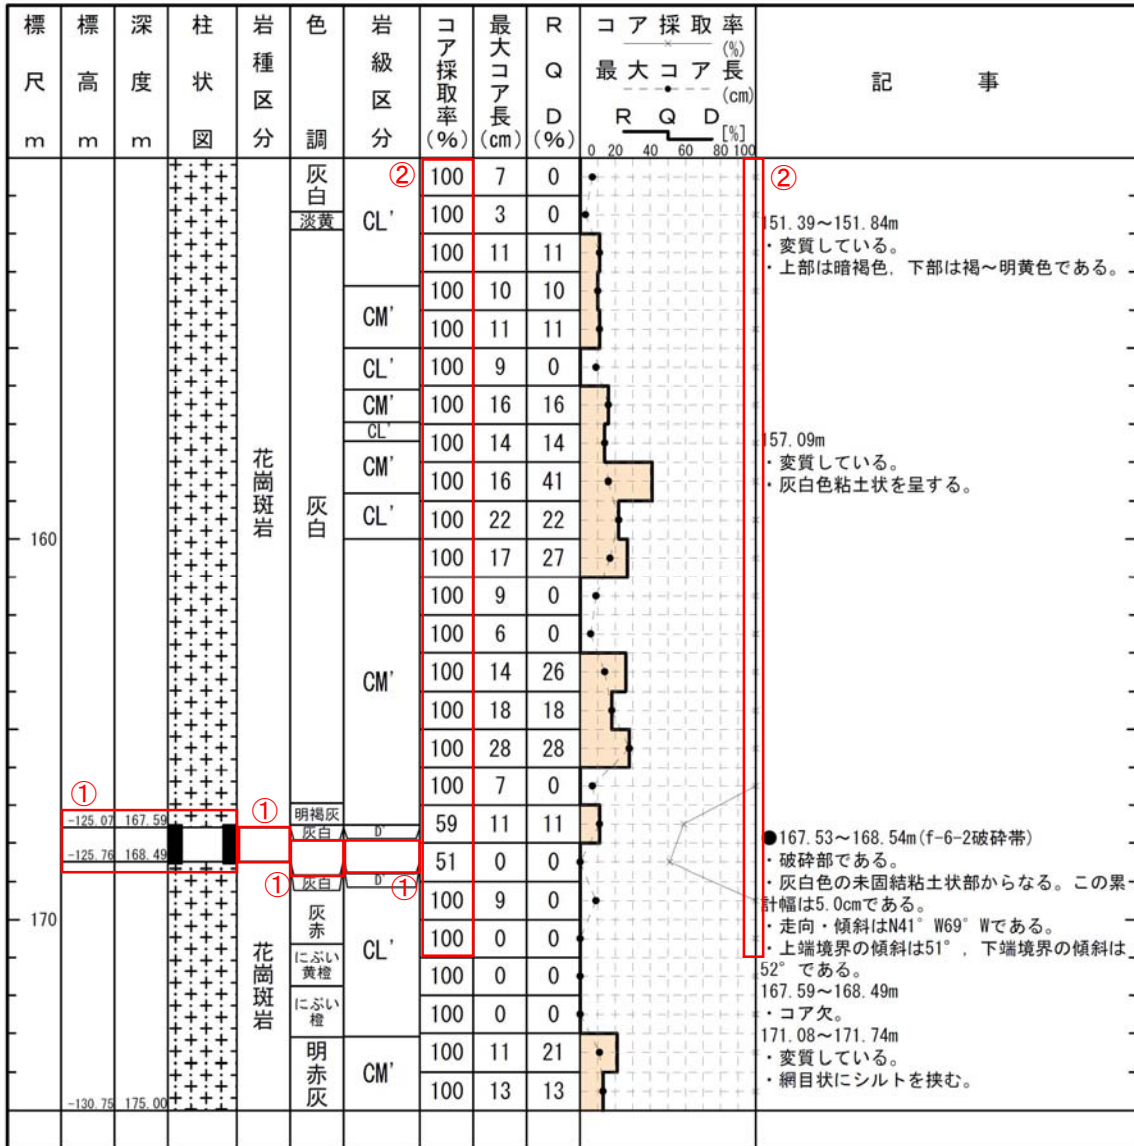 標尺m
標高m
深度m
柱状図
岩種区分
色調
岩級区分
コア採取率(%)
最大コア長(cm)
RQD(%)
コア採取率(%)
最大コア長(cm)
RQD[%]
0 20 40 60 80 100
記事
① ② ②
灰白 CL' 100 7 0
淡黄 100 3 0
100 11 11
100 10 10
CM' 100 11 11
CL' 100 9 0
CM' 100 16 16
CL' 100 14 14
花崗斑岩 灰白 CM' 100 16 41
CL' 100 22 22
160
100 17 27
100 9 0
100 6 0
CM' 100 14 26
100 18 18
100 28 28
100 7 0
① ①
-125.07 167.59 明褐灰 59 11 11
灰白 D'
-125.76 168.49 51 0 0
① 灰白 D' ①
100 9 0
170
灰赤 CL' 100 0 0
花崗斑岩 にぶい黄橙 100 0 0
にぶい橙 100 0 0
明赤灰 CM' 100 11 21
100 13 13
-130.75 175.00
151.39～151.84m
・変質している。
・上部は暗褐色，下部は褐～明黄色である。
157.09m
・変質している。
・灰白色粘土状を呈する。
●167.53～168.54m(f-6-2破砕帯)
・破砕部である。
・灰白色の未固結粘土状部からなる。この累
計幅は5.0cmである。
・走向・傾斜はN41°W69°Wである。
・上端境界の傾斜は51°，下端境界の傾斜は
52°である。
167.59～168.49m
・コア欠。
171.08～171.74m
・変質している。
・網目状にシルトを挟む。